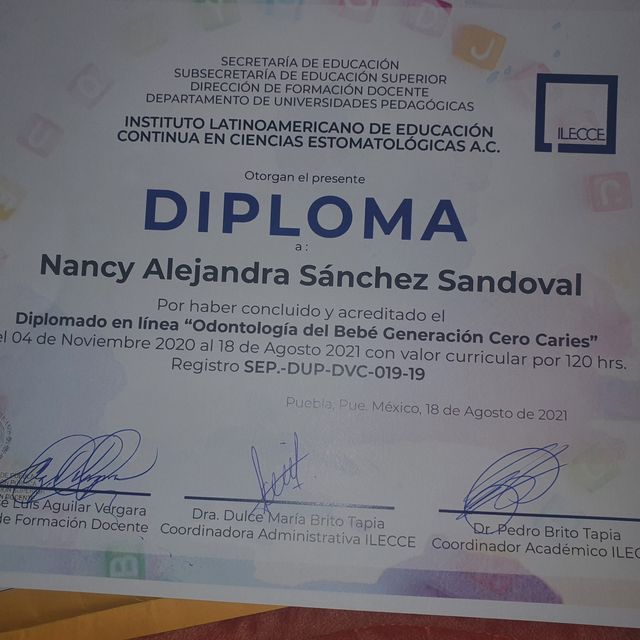 SECRETARÍA DE EDUCACIÓN
SUBSECRETARÍA DE EDUCACIÓN SUPERIOR
DIRECCIÓN DE FORMACIÓN DOCENTE
DEPARTAMENTO DE UNIVERSIDADES PEDAGÓGICAS
INSTITUTO LATINOAMERICANO DE EDUCACIÓN
CONTINUA EN CIENCIAS ESTOMATOLÓGICAS A.C.
ILECCE
Otorgan el presente
DIPLOMA
a :
Nancy Alejandra Sánchez Sandoval
Por haber concluido y acreditado el
Diplomado en línea “Odontología del Bebé Generación Cero Caries”
el 04 de Noviembre 2020 al 18 de Agosto 2021 con valor curricular por 120 hrs.
Registro SEP.-DUP-DVC-019-19
Puebla, Pue. México, 18 de Agosto de 2021
Luis Aguilar Vergara
de Formación Docente
Dra. Dulce María Brito Tapia
Coordinadora Administrativa ILECCE
Dr. Pedro Brito Tapia
Coordinador Académico ILEC